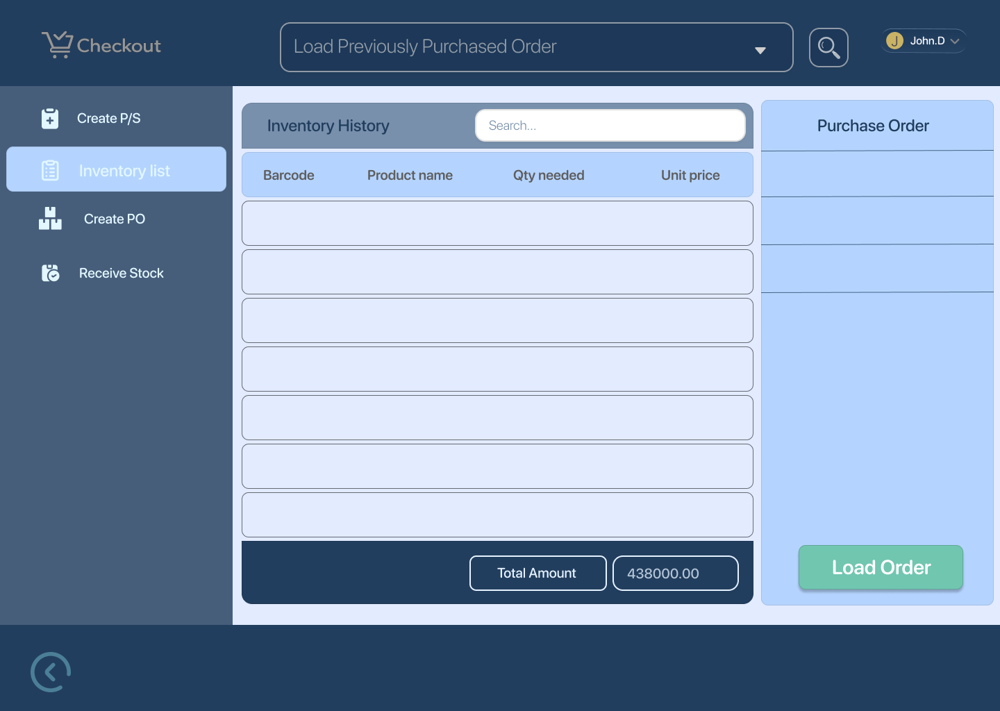 Checkout
Load Previously Purchased Order
J
John.D
Create P/S
Inventory list
Create PO
Receive Stock
Inventory History
Search...
Barcode
Product name
Qty needed
Unit price
Total Amount
438000.00
Purchase Order
Load Order